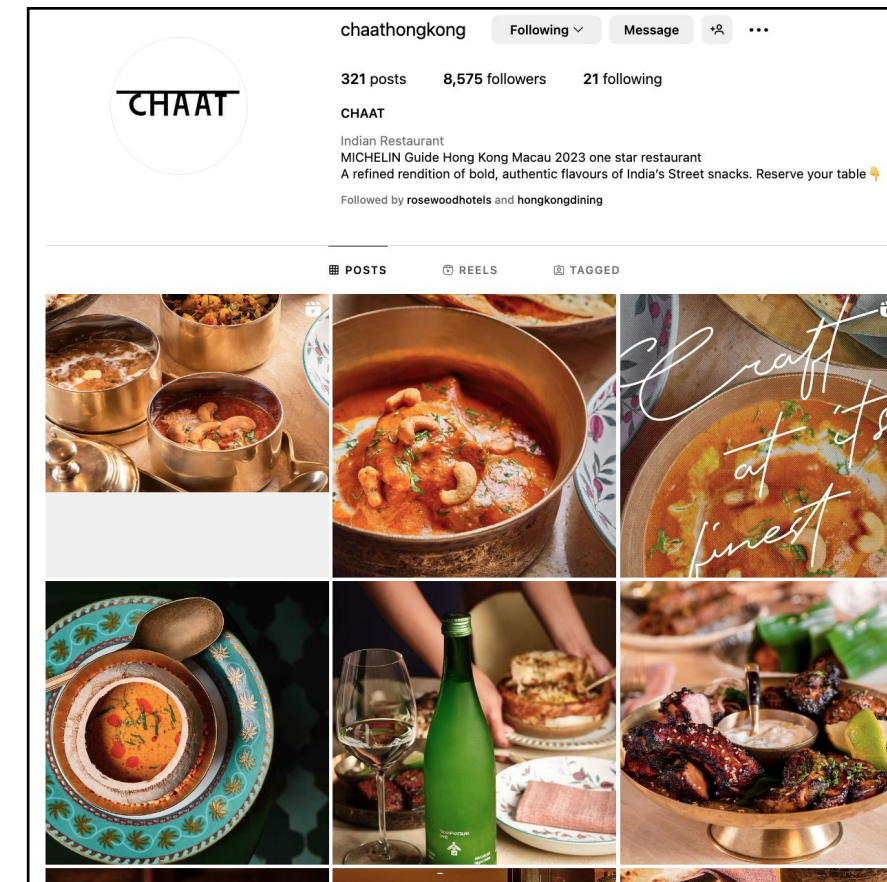 chaathongkong Following Message
321 posts 8,575 followers 21 following
CHAAT
CHAAT
Indian Restaurant
MICHELIN Guide Hong Kong Macau 2023 one star restaurant
A refined rendition of bold, authentic flavours of India's Street snacks. Reserve your table👇
Followed by rosewoodhotels and hongkongdining
POSTS REELS TAGGED
Craft
at it's
finest